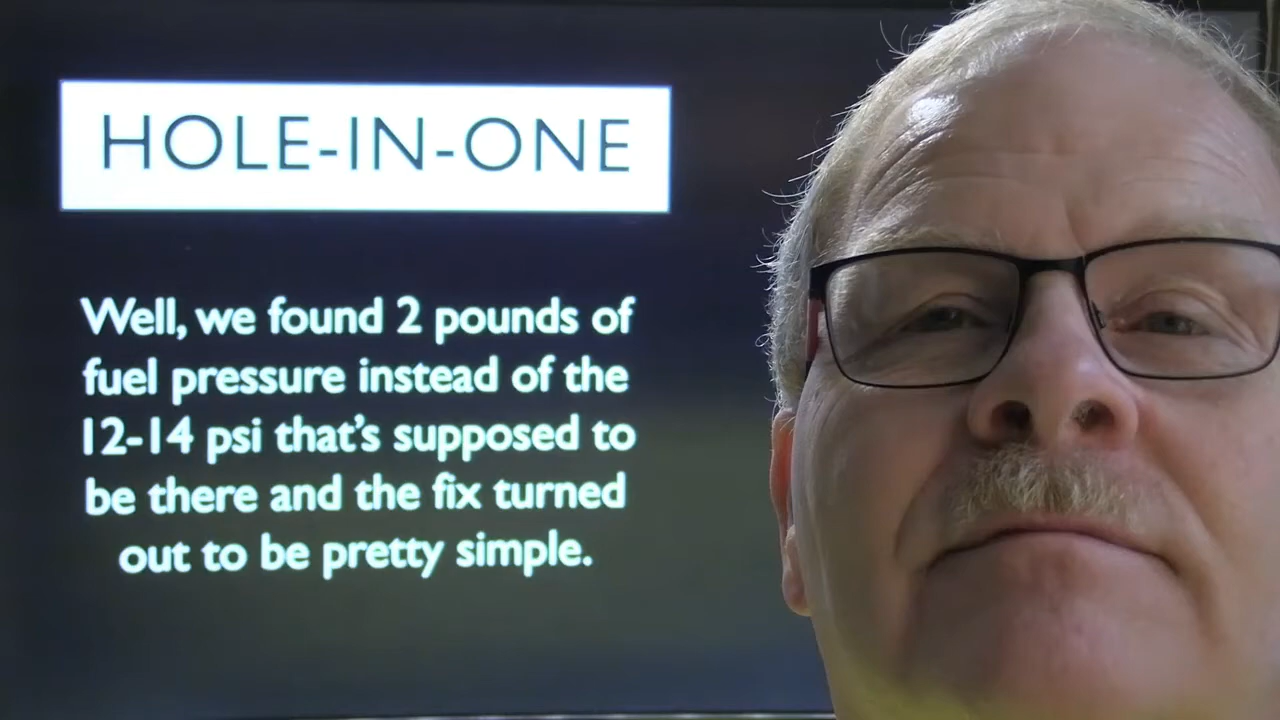 HOLE-IN-ONE
Well, we found 2 pounds of
fuel pressure instead of the
12-14 psi that's supposed to
be there and the fix turned
out to be pretty simple.